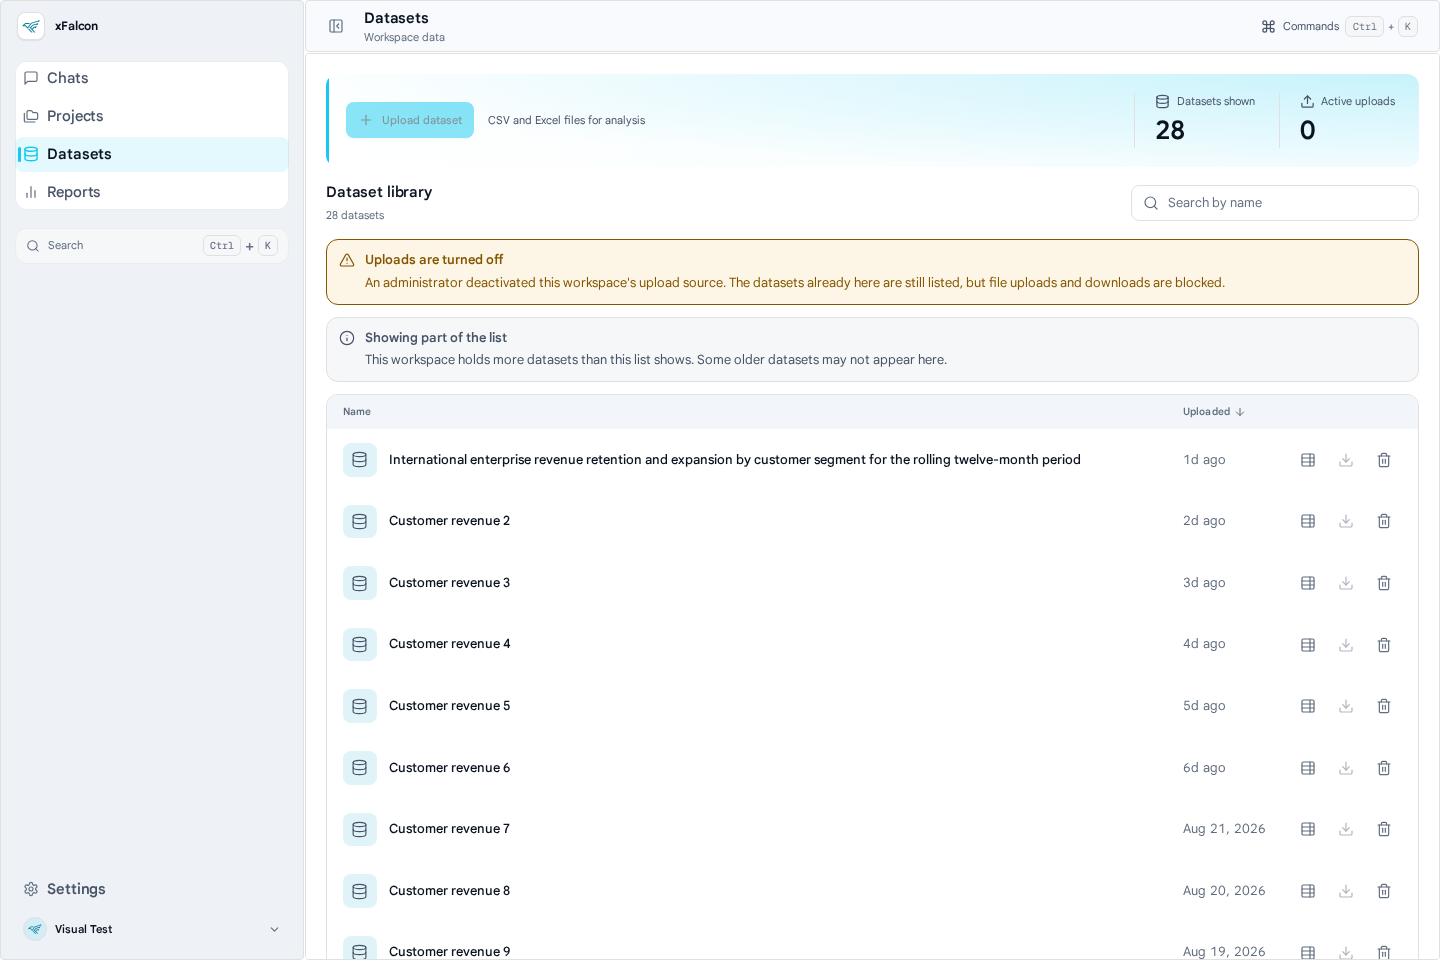 xFalcon
Chats
Projects
Datasets
Reports
Search Ctrl + K
Settings
Visual Test
Datasets
Workspace data
Commands Ctrl + K
Upload dataset
CSV and Excel files for analysis
Datasets shown
28
Active uploads
0
Dataset library
28 datasets
Search by name
Uploads are turned off
An administrator deactivated this workspace's upload source. The datasets already here are still listed, but file uploads and downloads are blocked.
Showing part of the list
This workspace holds more datasets than this list shows. Some older datasets may not appear here.
Name Uploaded
International enterprise revenue retention and expansion by customer segment for the rolling twelve-month period 1d ago
Customer revenue 2 2d ago
Customer revenue 3 3d ago
Customer revenue 4 4d ago
Customer revenue 5 5d ago
Customer revenue 6 6d ago
Customer revenue 7 Aug 21, 2026
Customer revenue 8 Aug 20, 2026
Customer revenue 9 Aug 19, 2026